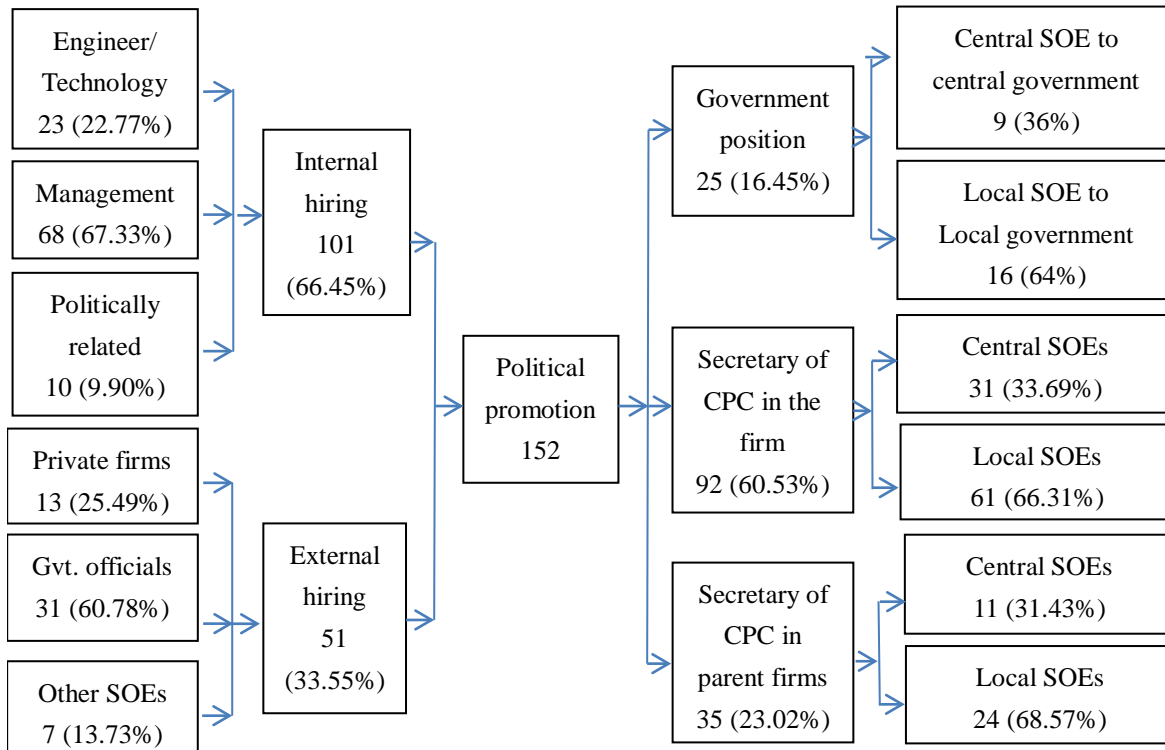 Engineer/
Technology
23 (22.77%)
Management
68 (67.33%)
Politically
related
10 (9.90%)
Private firms
13 (25.49%)
Gvt. officials
31 (60.78%)
Other SOEs
7 (13.73%)
Internal
hiring
101
(66.45%)
External
hiring
51
(33.55%)
Political
promotion
152
Government
position
25 (16.45%)
Secretary of
CPC in the
firm
92 (60.53%)
Secretary of
CPC in
parent firms
35 (23.02%)
Central SOE to
central government
9 (36%)
Local SOE to
Local government
16 (64%)
Central SOEs
31 (33.69%)
Local SOEs
61 (66.31%)
Central SOEs
11 (31.43%)
Local SOEs
24 (68.57%)